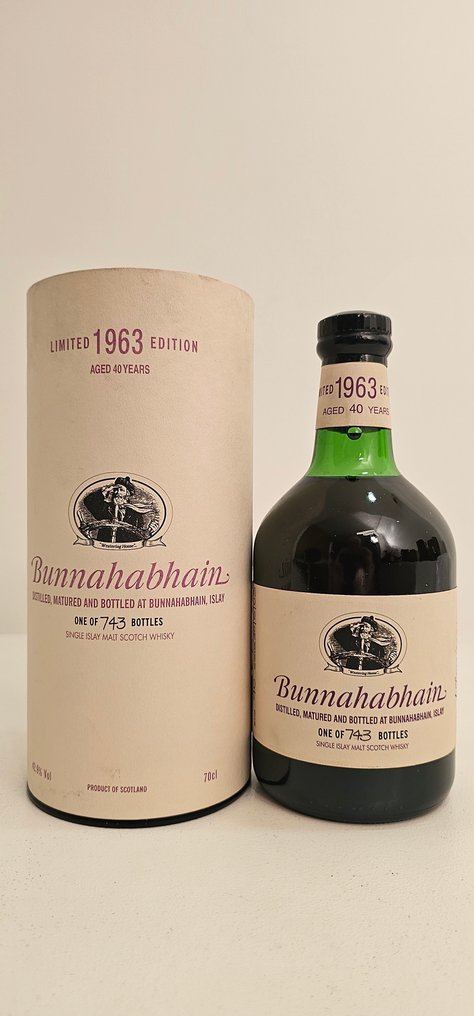 LIMITED 1963 EDITION
AGED 40 YEARS
"Westering Home"
Bunnahabhain
DISTILLED, MATURED AND BOTTLED AT BUNNAHABHAIN, ISLAY
ONE OF 743 BOTTLES
SINGLE ISLAY MALT SCOTCH WHISKY
Vol
70cl
PRODUCT OF SCOTLAND
1963
AGED 40 YEARS
"Westering Home"
Bunnahabhain
DISTILLED, MATURED AND BOTTLED AT BUNNAHABHAIN, ISLAY
ONE OF 743 BOTTLES
SINGLE ISLAY MALT SCOTCH WHISKY